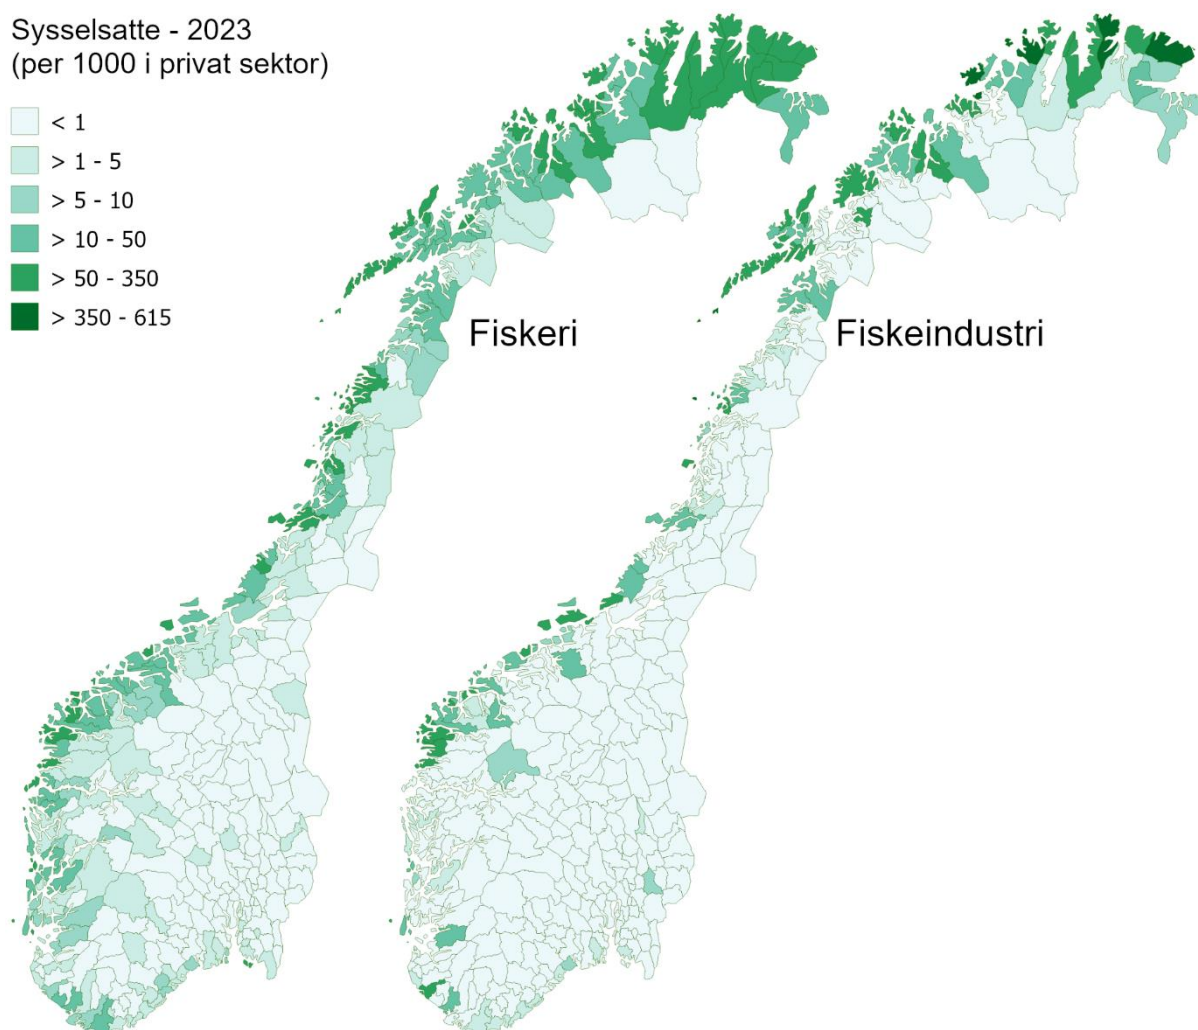 Sysselsatte - 2023
(per 1000 i privat sektor)
< 1
> 1 - 5
> 5 - 10
> 10 - 50
> 50 - 350
> 350 - 615
Fiskeri
Fiskeindustri